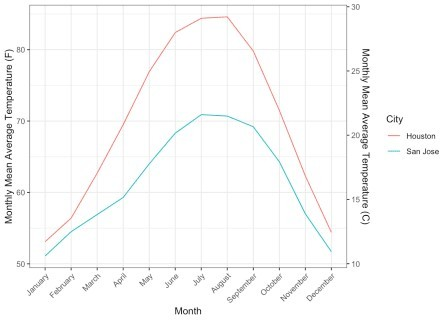 Monthly Mean Average Temperature (F)
80
70
60
50
30
25
20
15
10
Monthly Mean Average Temperature (C)
City
Houston
San Jose
January
February
March
April
May
June
July
August
September
October
November
December
Month